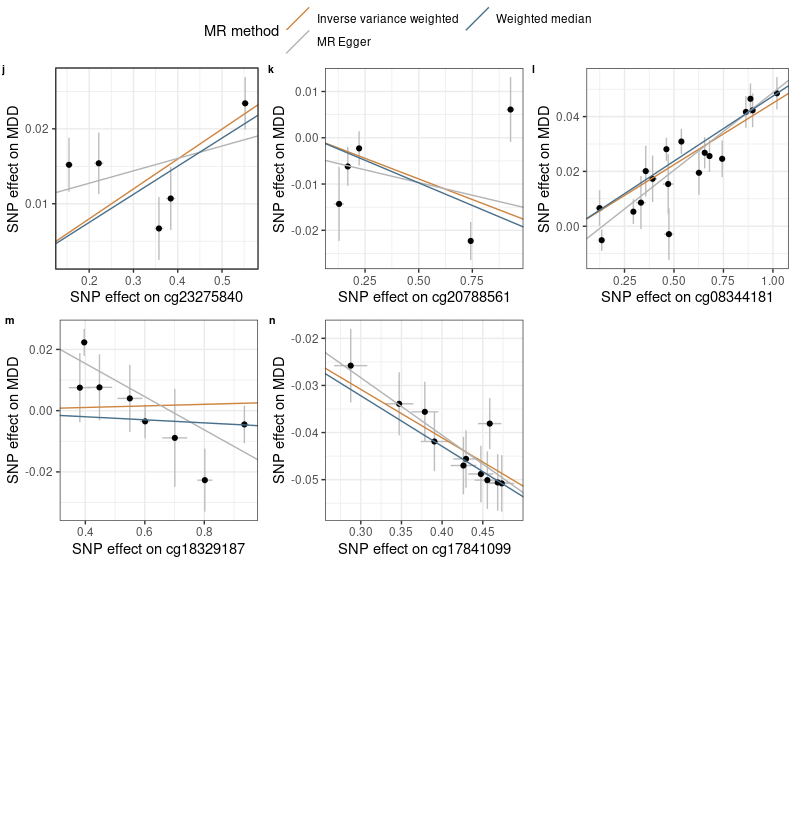 MR method
Inverse variance weighted
Weighted median
MR Egger
j
SNP effect on MDD
0.02
0.01
0.2 0.3 0.4 0.5
SNP effect on cg23275840
k
SNP effect on MDD
0.01
0.00
-0.01
-0.02
0.25 0.50 0.75
SNP effect on cg20788561
l
SNP effect on MDD
0.04
0.02
0.00
0.25 0.50 0.75 1.00
SNP effect on cg08344181
m
SNP effect on MDD
0.02
0.00
-0.02
0.4 0.6 0.8
SNP effect on cg18329187
n
SNP effect on MDD
-0.02
-0.03
-0.04
-0.05
0.30 0.35 0.40 0.45
SNP effect on cg17841099